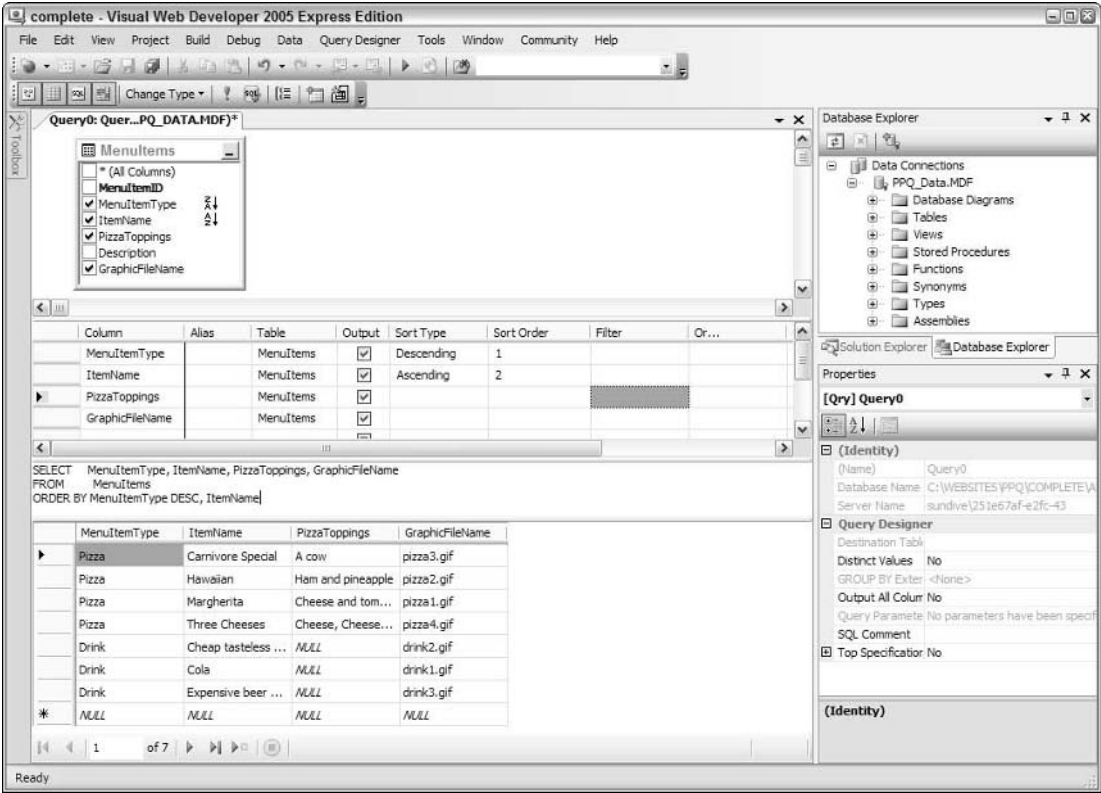 complete - Visual Web Developer 2005 Express Edition
File Edit View Project Build Debug Data Query Designer Tools Window Community Help
Change Type
Toolbox
Query0: Quer...PQ_DATA.MDF)*
MenuItems
* (All Columns)
MenuItemID
MenuItemType
ItemName
PizzaToppings
Description
GraphicFileName
Column Alias Table Output Sort Type Sort Order Filter Or...
MenuItemType MenuItems Descending 1
ItemName MenuItems Ascending 2
PizzaToppings MenuItems
GraphicFileName MenuItems
SELECT MenuItemType, ItemName, PizzaToppings, GraphicFileName
FROM MenuItems
ORDER BY MenuItemType DESC, ItemName
MenuItemType ItemName PizzaToppings GraphicFileName
Pizza Carnivore Special A cow pizza3.gif
Pizza Hawaiian Ham and pineapple pizza2.gif
Pizza Margherita Cheese and tom... pizza1.gif
Pizza Three Cheeses Cheese, Cheese... pizza4.gif
Drink Cheap tasteless ... NULL drink2.gif
Drink Cola NULL drink1.gif
Drink Expensive beer ... NULL drink3.gif
NULL NULL NULL NULL
1 of 7
Ready
Database Explorer
Data Connections
PPQ_Data.MDF
Database Diagrams
Tables
Views
Stored Procedures
Functions
Synonyms
Types
Assemblies
Solution Explorer Database Explorer
Properties
[Qry] Query0
(Identity)
(Name) Query0
Database Name C:\WEBSITES\PPQ\COMPLETE\A
Server Name sundive\251e67af-e2fc-43
Query Designer
Destination Tabl
Distinct Values No
GROUP BY Exter <None>
Output All Colum No
Query Paramete No parameters have been specif
SQL Comment
Top Specification No
(Identity)